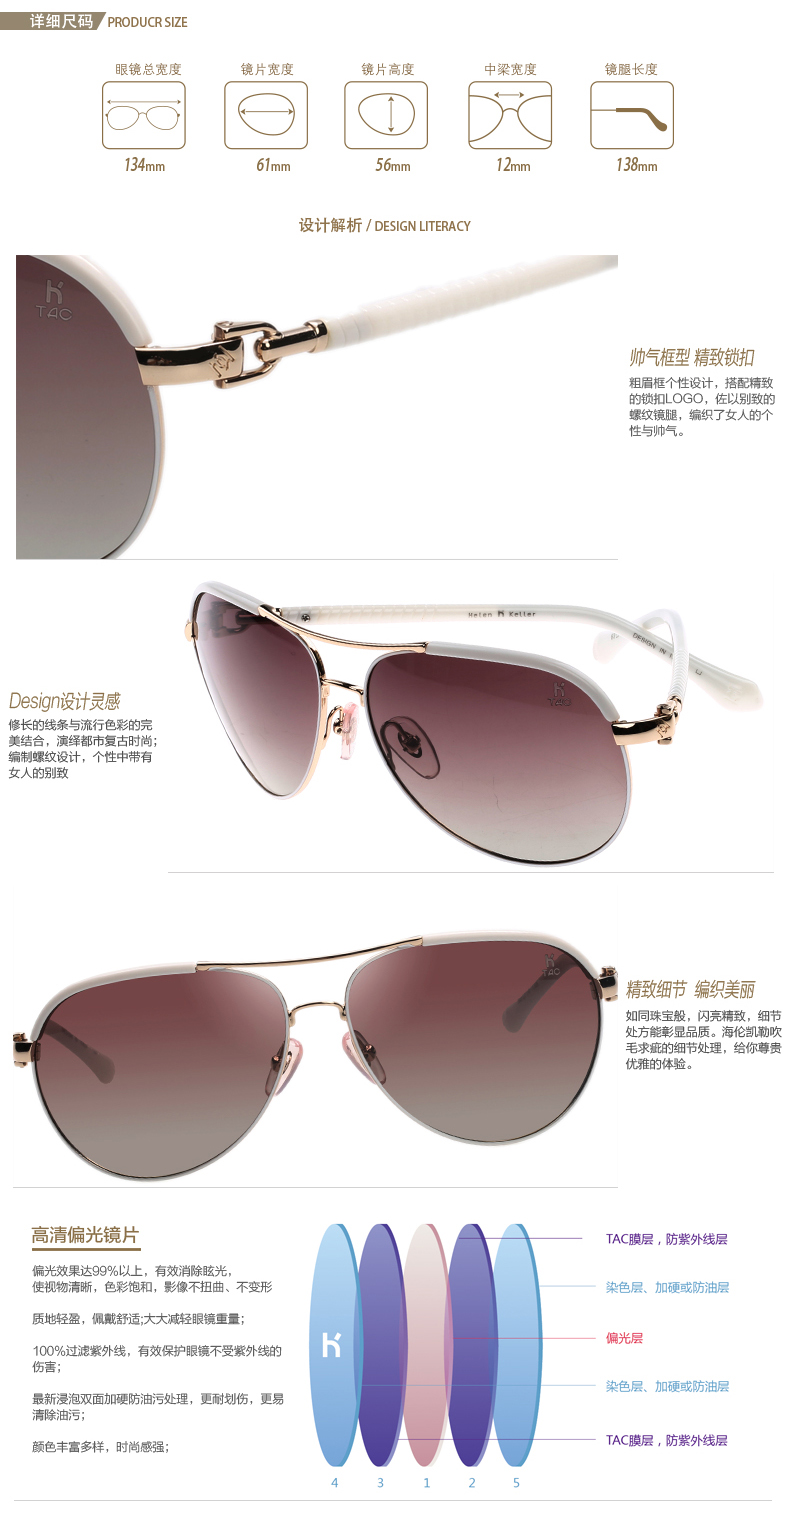 详细尺码 PRODUCR SIZE
眼镜总宽度 镜片宽度 镜片高度 中梁宽度 镜腿长度
134mm 61mm 56mm 12mm 138mm
设计解析 / DESIGN LITERACY
K
TAC
帅气框型 精致锁扣
粗眉框个性设计，搭配精致
的锁扣LOGO，佐以别致的
螺纹镜腿，编织了女人的个
性与帅气。
Helen K Keller
DESIGN IN
K
TAC
Design设计灵感
修长的线条与流行色彩的完
美结合，演绎都市复古时尚；
编制螺纹设计，个性中带有
女人的别致
K
TAC
精致细节 编织美丽
如同珠宝般，闪亮精致，细节
处方能彰显品质。海伦凯勒吹
毛求疵的细节处理，给你尊贵
优雅的体验。
高清偏光镜片
偏光效果达99%以上，有效消除眩光，
使视物清晰，色彩饱和，影像不扭曲、不变形
质地轻盈，佩戴舒适;大大减轻眼镜重量；
100%过滤紫外线，有效保护眼镜不受紫外线的
伤害；
最新浸泡双面加硬防油污处理，更耐划伤，更易
清除油污；
颜色丰富多样，时尚感强；
K
TAC膜层，防紫外线层
染色层、加硬或防油层
偏光层
染色层、加硬或防油层
TAC膜层，防紫外线层
4 3 1 2 5